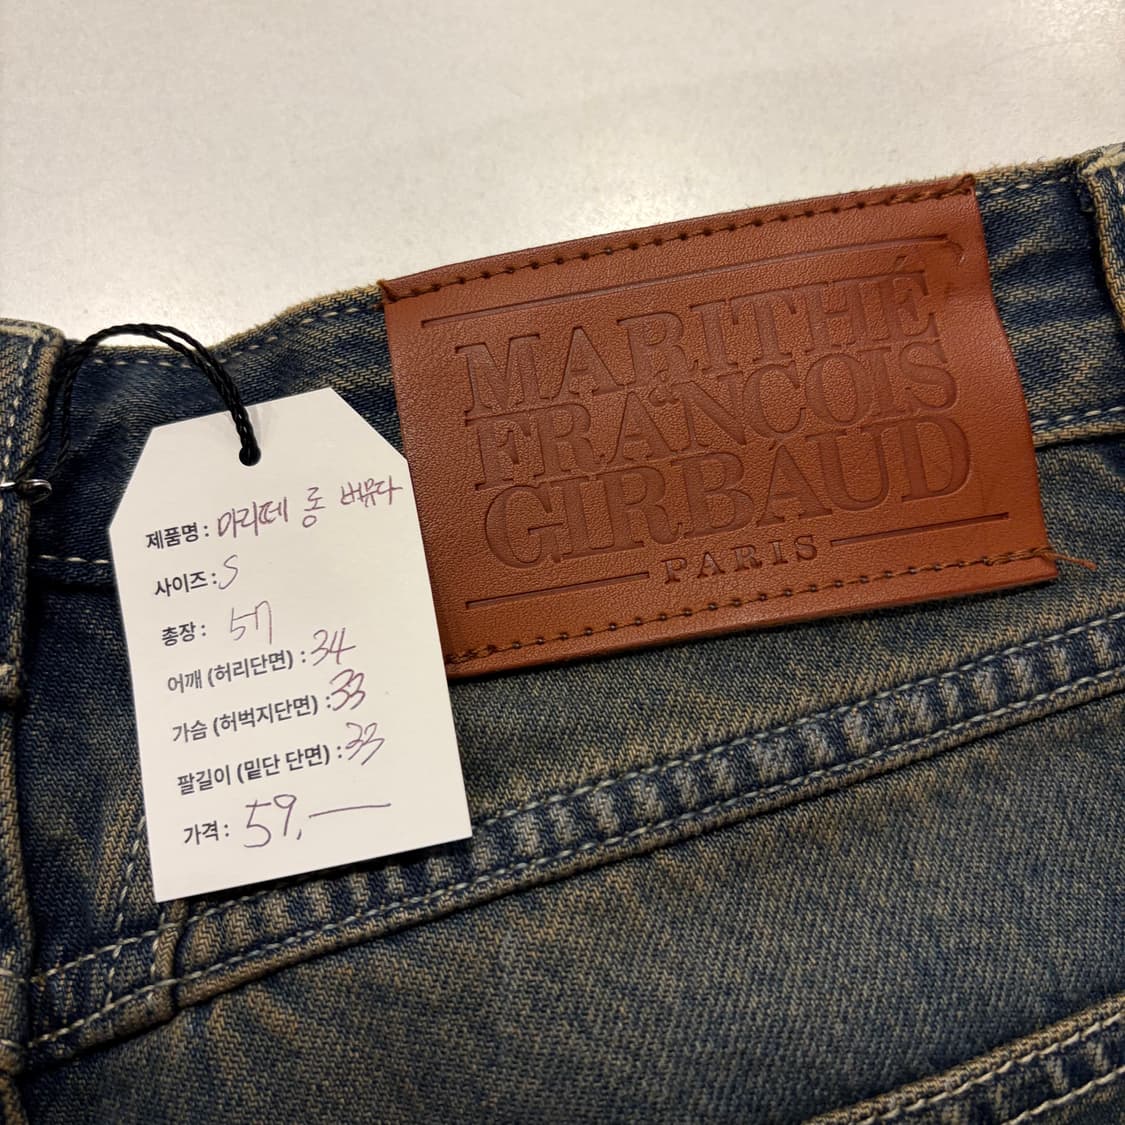 제품명 : 마리떼 롱 버뮤다
사이즈 : S
총장 : 57
어깨 (허리단면) : 34
가슴 (허벅지단면) : 33
팔길이 (밑단 단면) : 33
가격 : 59,—
MARITHÉ
&
FRANCOIS
GIRBAUD
PARIS